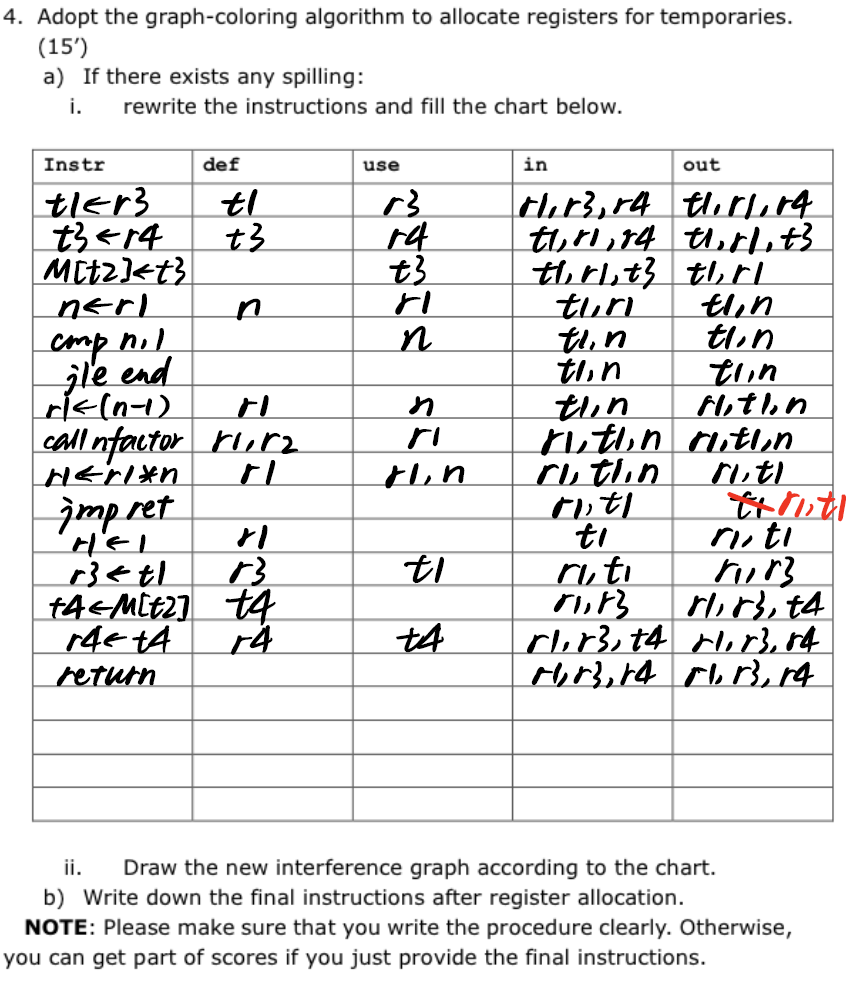 4. Adopt the graph-coloring algorithm to allocate registers for temporaries.
(15’)
a) If there exists any spilling:
i. rewrite the instructions and fill the chart below.
Instr def use in out
t1←r3 t1 r3 r1,r3,r4 t1,r1,r4
t3←r4 t3 r4 t1,r1,r4 t1,r1,t3
M[t2]←t3 t3 t1,r1,t3 t1,r1
n←r1 n r1 t1,r1 t1,n
cmp n,1 n t1,n t1,n
jle end t1,n t1,n
r1←(n-1) r1 n t1,n r1,t1,n
call nfactor r1,r2 r1 r1,t1,n r1,t1,n
r1←r1*n r1 r1,n r1,t1,n r1,t1
jmp ret r1,t1 t1 r1,t1
r1←1 r1 t1 r1,t1
r3←t1 r3 t1 r1,t1 r1,r3
t4←M[t2] t4 r1,r3 r1,r3,t4
r4←t4 r4 t4 r1,r3,t4 r1,r3,r4
return r1,r3,r4 r1,r3,r4
ii. Draw the new interference graph according to the chart.
b) Write down the final instructions after register allocation.
NOTE: Please make sure that you write the procedure clearly. Otherwise,
you can get part of scores if you just provide the final instructions.